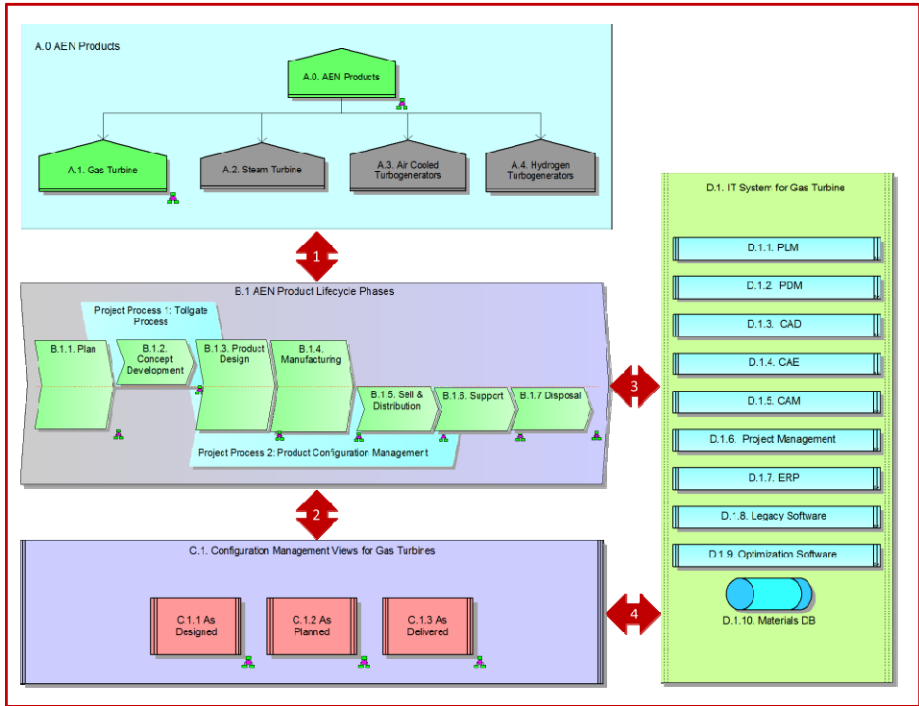 A.0 AEN Products
A.0. AEN Products
A.1. Gas Turbine
A.2. Steam Turbine
A.3. Air Cooled
Turbogenerators
A.4. Hydrogen
Turbogenerators
1
B.1 AEN Product Lifecycle Phases
Project Process 1: Tollgate
Process
B.1.1. Plan
B.1.2.
Concept
Development
B.1.3. Product
Design
B.1.4.
Manufacturing
B.1.5. Sell &
Distribution
B.1.6. Support
B.1.7 Disposal
Project Process 2: Product Configuration Management
2
C.1. Configuration Management Views for Gas Turbines
C.1.1 As
Designed
C.1.2 As
Planned
C.1.3 As
Delivered
3
4
D.1. IT System for Gas Turbine
D.1.1. PLM
D.1.2. PDM
D.1.3. CAD
D.1.4. CAE
D.1.5. CAM
D.1.6. Project Management
D.1.7. ERP
D.1.8. Legacy Software
D.1.9. Optimization Software
D.1.10. Materials DB